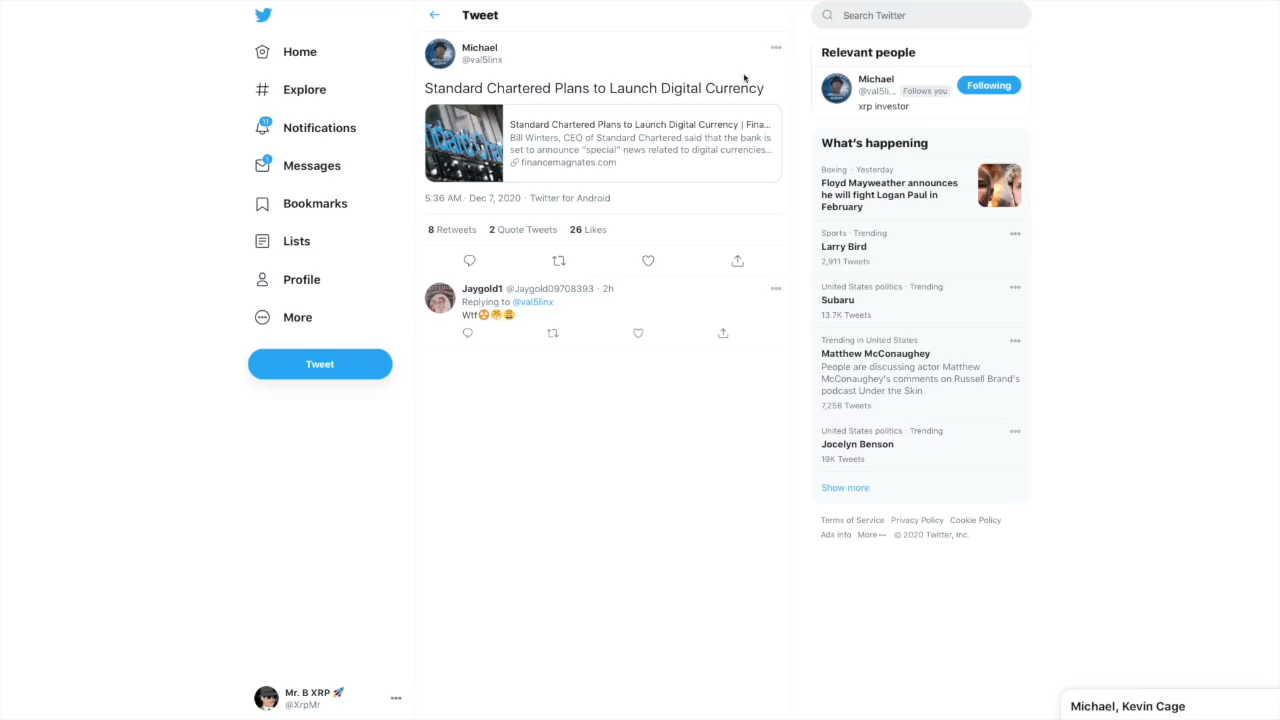 Home
Explore
11
Notifications
1
Messages
Bookmarks
Lists
Profile
More
Tweet
Mr. B XRP 🚀
@XrpMr
Tweet
Michael
@val5linx
Standard Chartered Plans to Launch Digital Currency
Standard Chartered Plans to Launch Digital Currency | Fina...
Bill Winters, CEO of Standard Chartered said that the bank is
set to announce "special" news related to digital currencies...
financemagnates.com
5:36 AM · Dec 7, 2020 · Twitter for Android
8 Retweets 2 Quote Tweets 26 Likes
Jaygold1 @Jaygold09708393 · 2h
Replying to @val5linx
Wtf
Search Twitter
Relevant people
Michael
@val5li... Follows you
Following
xrp investor
What's happening
Boxing · Yesterday
Floyd Mayweather announces
he will fight Logan Paul in
February
Sports · Trending
Larry Bird
2,911 Tweets
United States politics · Trending
Subaru
13.7K Tweets
Trending in United States
Matthew McConaughey
People are discussing actor Matthew
McConaughey's comments on Russell Brand's
podcast Under the Skin
7,258 Tweets
United States politics · Trending
Jocelyn Benson
19K Tweets
Show more
Terms of Service Privacy Policy Cookie Policy
Ads info More ··· © 2020 Twitter, Inc.
Michael, Kevin Cage